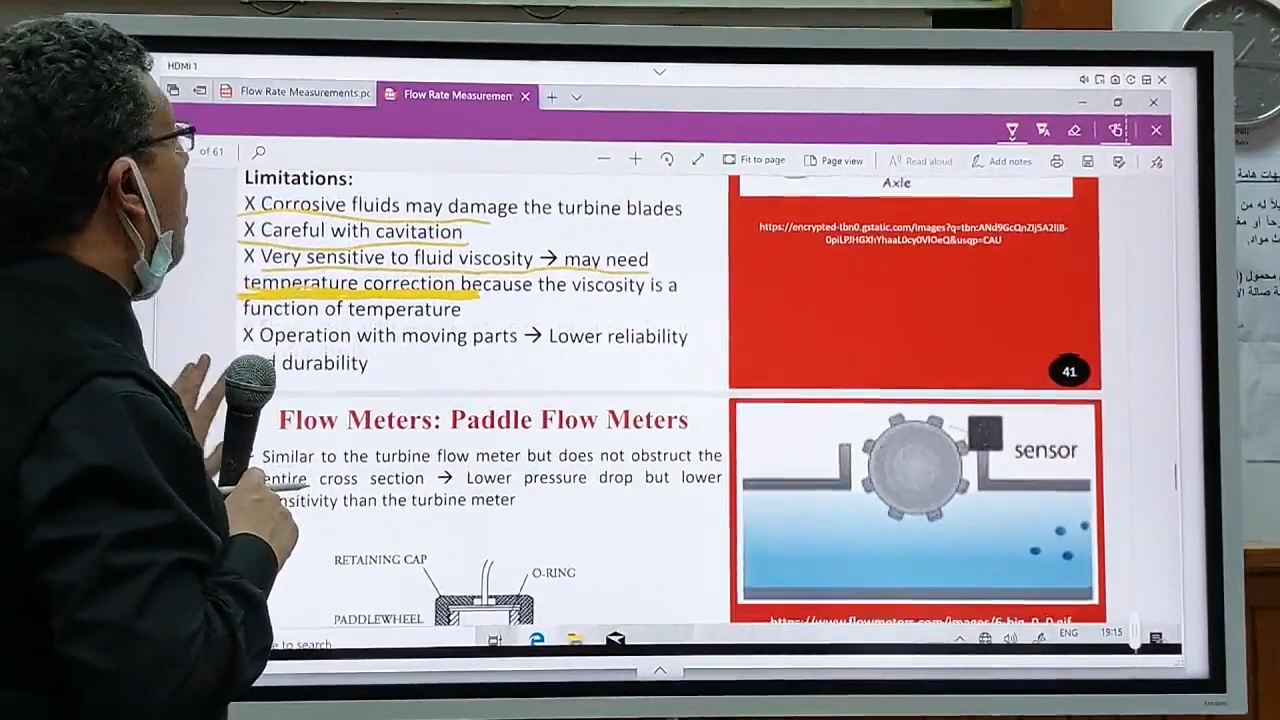 HDMI 1
Flow Rate Measurements.pc
Flow Rate Measuremen
of 61
Fit to page
Page view
Read aloud
Add notes
Limitations:
X Corrosive fluids may damage the turbine blades
X Careful with cavitation
X Very sensitive to fluid viscosity → may need
temperature correction because the viscosity is a
function of temperature
X Operation with moving parts → Lower reliability
durability
Axle
https://encrypted-tbn0.gstatic.com/images?q=tbn:ANd9GcQnZIjSA2IiB-
0piLPJHGXhYhaaL0cy0VIOeQ&usqp=CAU
41
Flow Meters: Paddle Flow Meters
Similar to the turbine flow meter but does not obstruct the
entire cross section → Lower pressure drop but lower
nsitivity than the turbine meter
RETAINING CAP
O-RING
PADDLEWHEEL
sensor
e to search
ENG
19:15